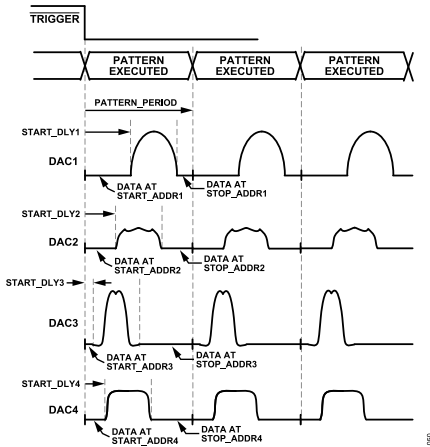 TRIGGER
PATTERN EXECUTED
PATTERN EXECUTED
PATTERN EXECUTED
PATTERN_PERIOD
START_DLY1
DAC1
DATA AT START_ADDR1
DATA AT STOP_ADDR1
START_DLY2
DAC2
DATA AT START_ADDR2
DATA AT STOP_ADDR2
START_DLY3
DAC3
DATA AT START_ADDR3
DATA AT STOP_ADDR3
START_DLY4
DAC4
DATA AT START_ADDR4
DATA AT STOP_ADDR4